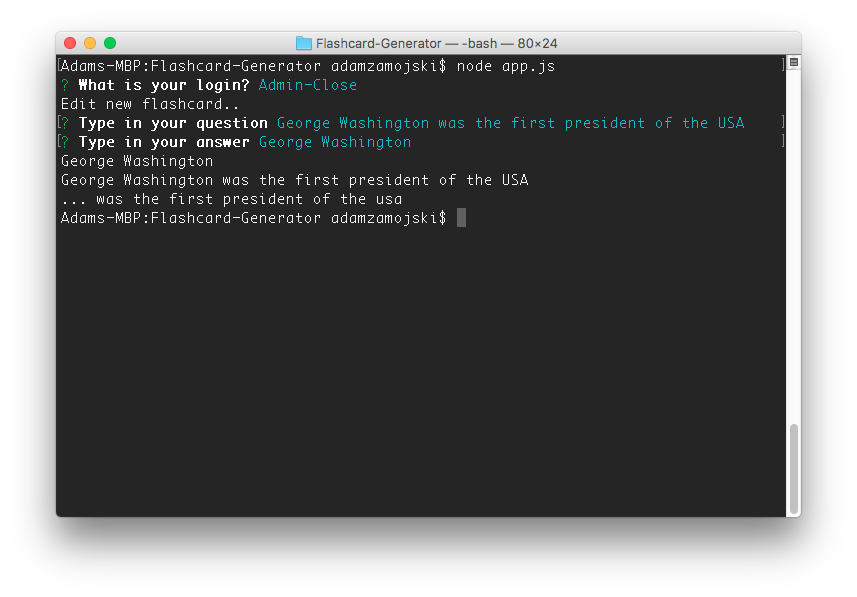 Flashcard-Generator — -bash — 80×24
[Adams-MBP:Flashcard-Generator adamzamojski$ node app.js ]
? What is your login? Admin-Close
Edit new flashcard..
[? Type in your question George Washington was the first president of the USA ]
[? Type in your answer George Washington ]
George Washington
George Washington was the first president of the USA
... was the first president of the usa
Adams-MBP:Flashcard-Generator adamzamojski$